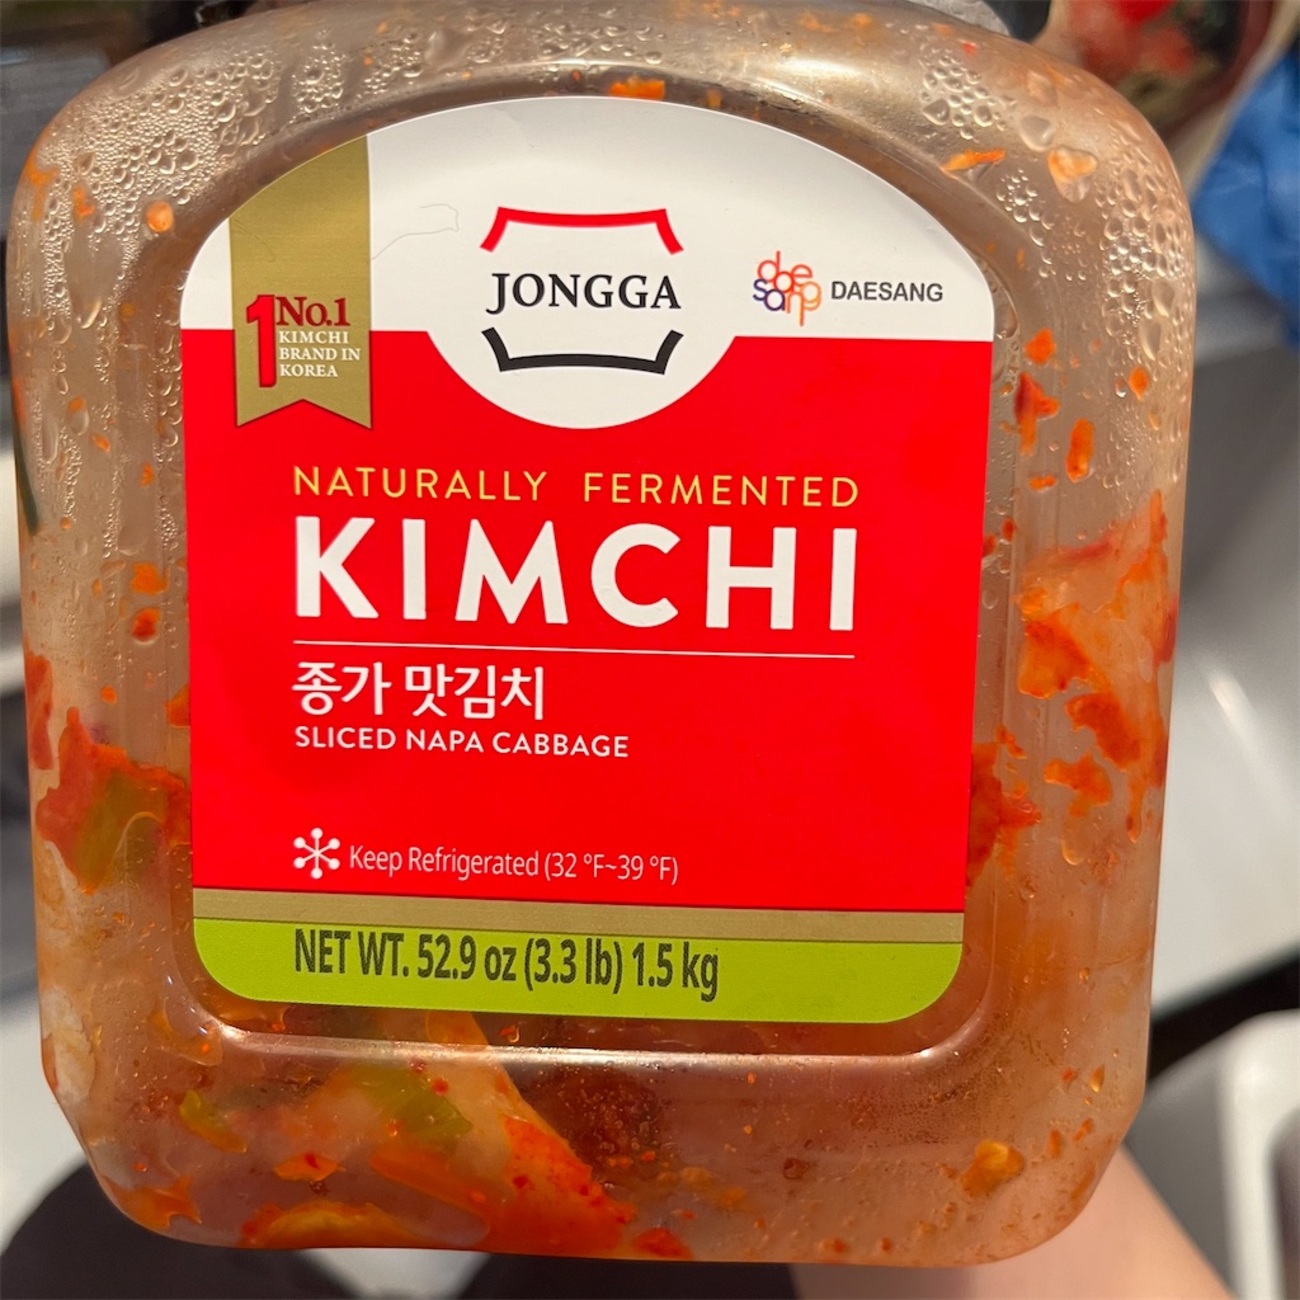 JONGGA
DAESANG
1 No.1
KIMCHI
BRAND IN
KOREA
NATURALLY FERMENTED
KIMCHI
종가 맛김치
SLICED NAPA CABBAGE
Keep Refrigerated (32 °F~39 °F)
NET WT. 52.9 oz (3.3 lb) 1.5 kg